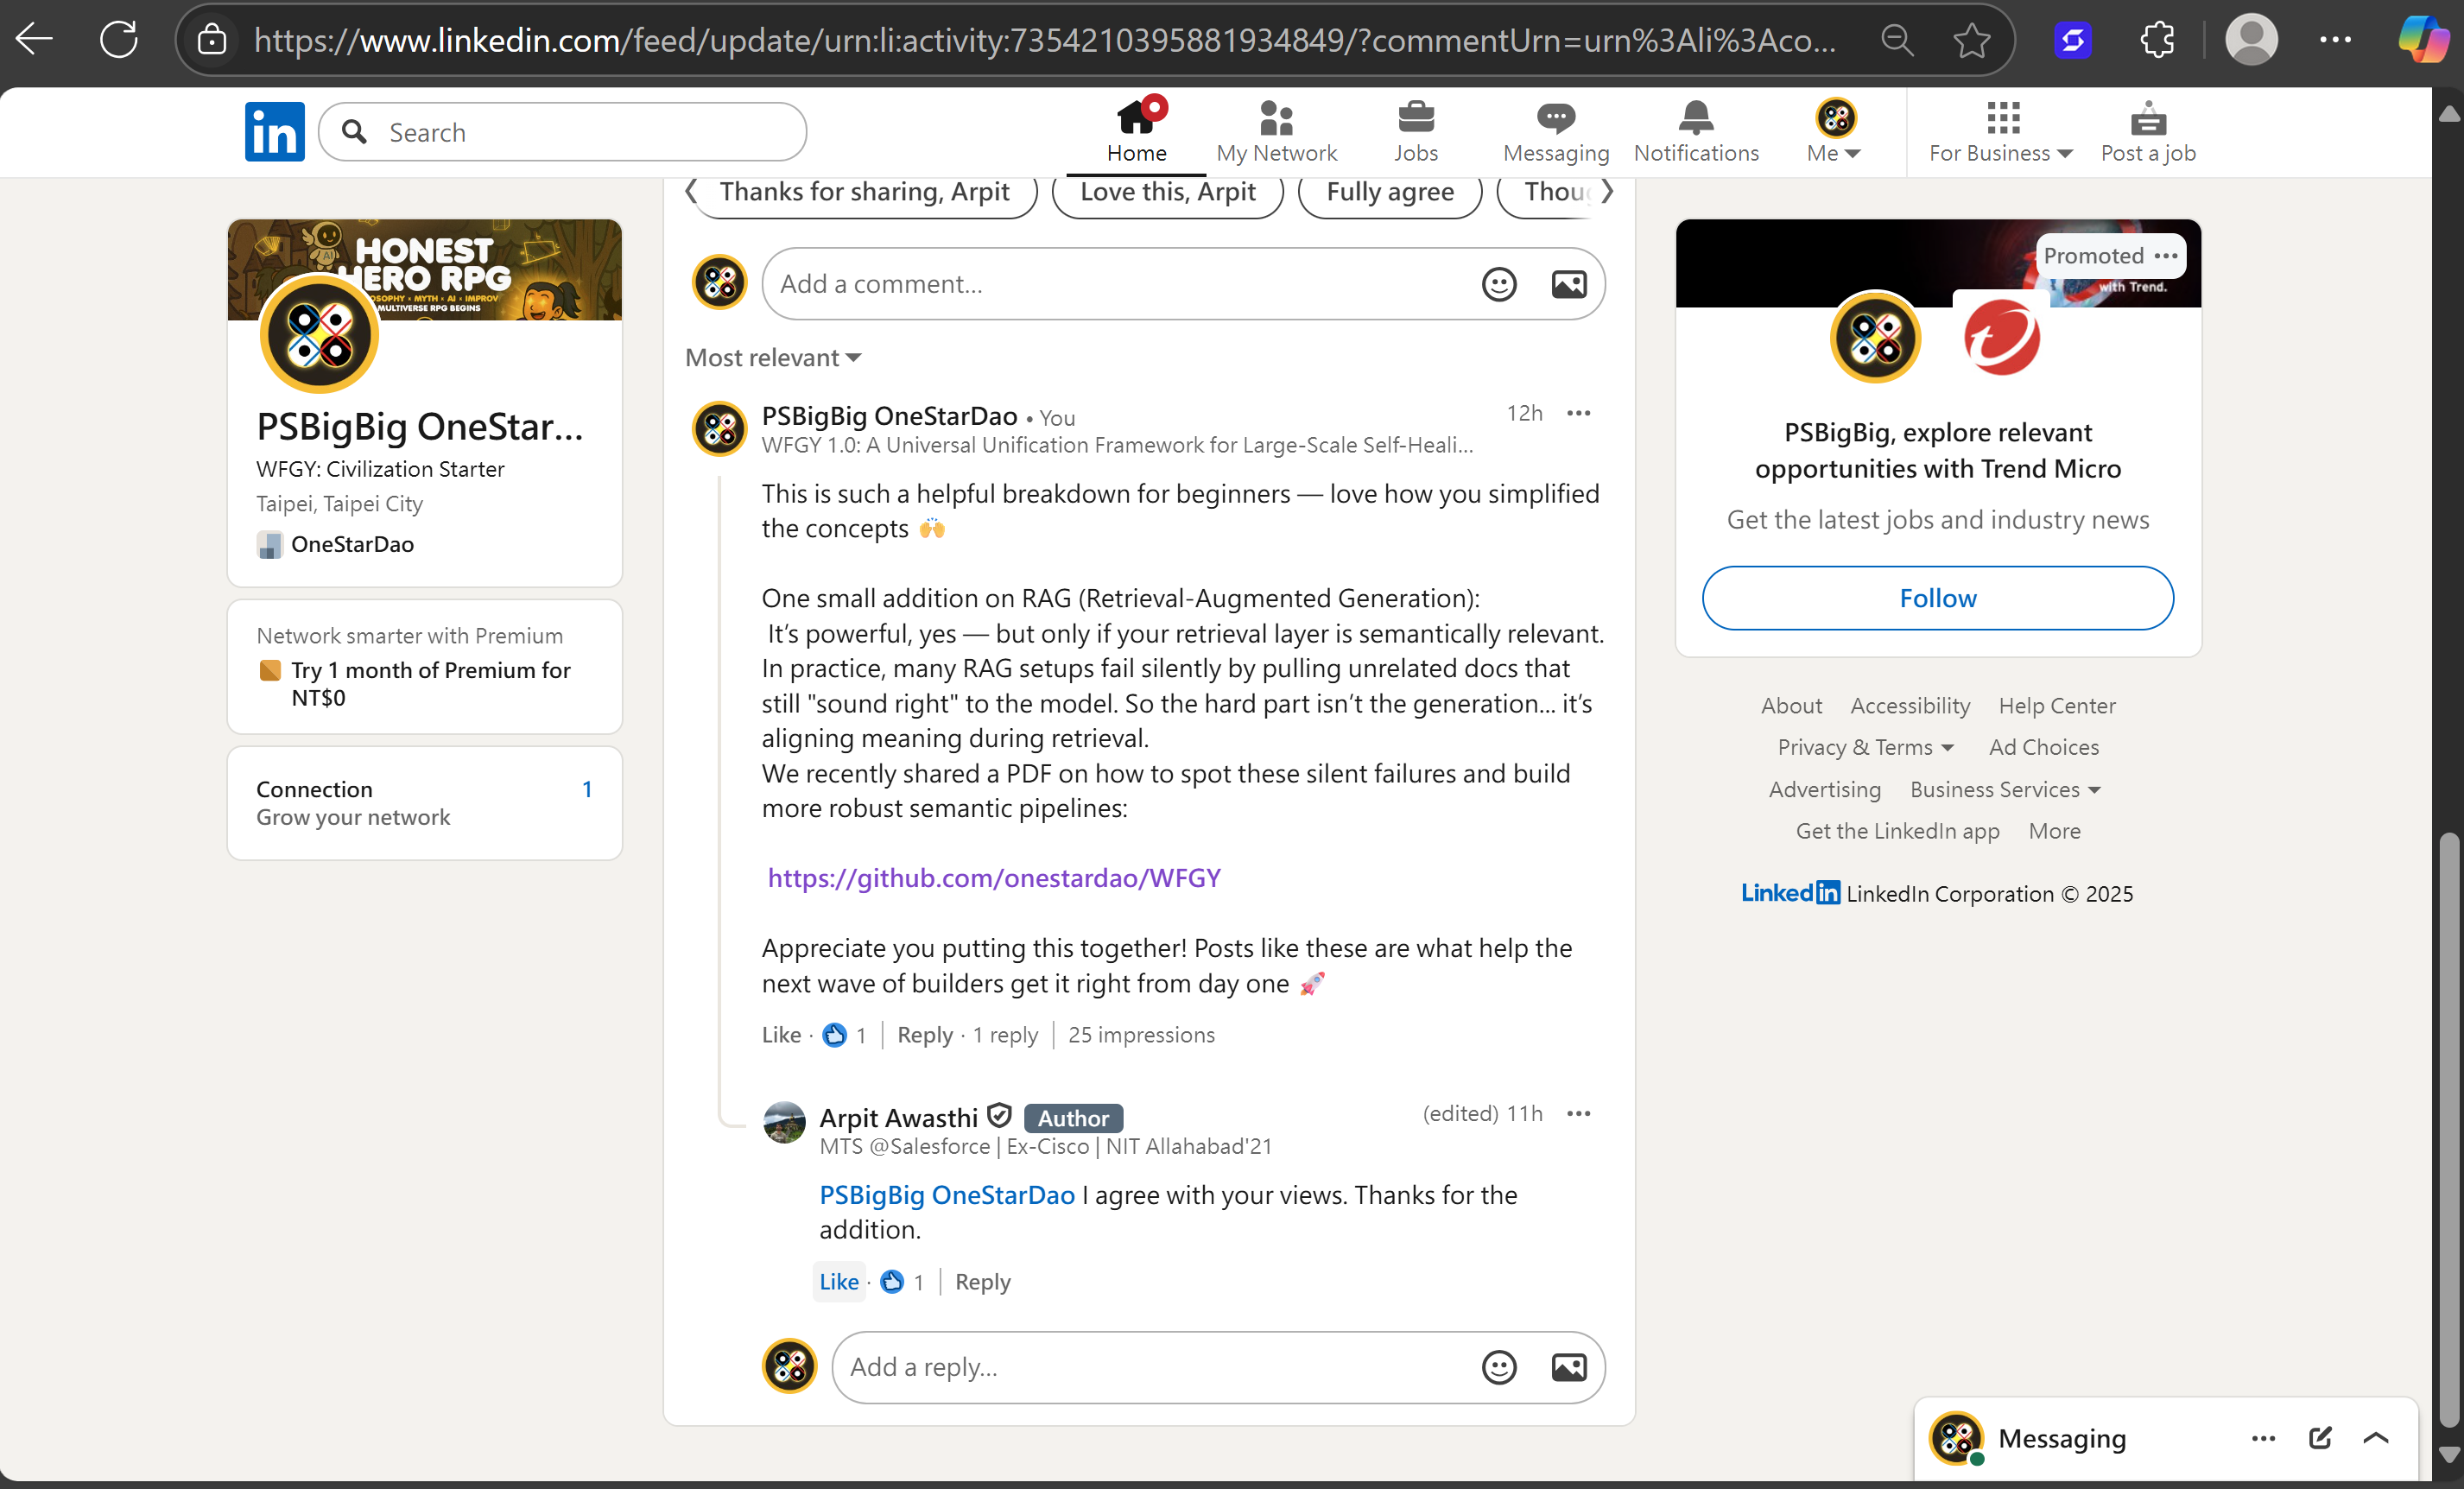 https://www.linkedin.com/feed/update/urn:li:activity:7354210395881934849/?commentUrn=urn%3Ali%3Aco...
in
Search
Home
My Network
Jobs
Messaging
Notifications
Me
For Business
Post a job
Thanks for sharing, Arpit
Love this, Arpit
Fully agree
Thoug
HONEST
HERO RPG
MULTIVERSE RPG BEGINS
PSBigBig OneStar...
WFGY: Civilization Starter
Taipei, Taipei City
OneStarDao
Network smarter with Premium
Try 1 month of Premium for
NT$0
Connection
1
Grow your network
Add a comment...
Most relevant
PSBigBig OneStarDao • You
12h
WFGY 1.0: A Universal Unification Framework for Large-Scale Self-Heali...
This is such a helpful breakdown for beginners — love how you simplified
the concepts 🙌
One small addition on RAG (Retrieval-Augmented Generation):
It’s powerful, yes — but only if your retrieval layer is semantically relevant.
In practice, many RAG setups fail silently by pulling unrelated docs that
still "sound right" to the model. So the hard part isn’t the generation... it’s
aligning meaning during retrieval.
We recently shared a PDF on how to spot these silent failures and build
more robust semantic pipelines:
https://github.com/onestardao/WFGY
Appreciate you putting this together! Posts like these are what help the
next wave of builders get it right from day one 🚀
Like · 1 | Reply · 1 reply | 25 impressions
Arpit Awasthi Author
(edited) 11h
MTS @Salesforce | Ex-Cisco | NIT Allahabad'21
PSBigBig OneStarDao I agree with your views. Thanks for the
addition.
Like · 1 | Reply
Add a reply...
Promoted
with Trend.
PSBigBig, explore relevant
opportunities with Trend Micro
Get the latest jobs and industry news
Follow
About Accessibility Help Center
Privacy & Terms Ad Choices
Advertising Business Services
Get the LinkedIn app More
LinkedIn LinkedIn Corporation © 2025
Messaging